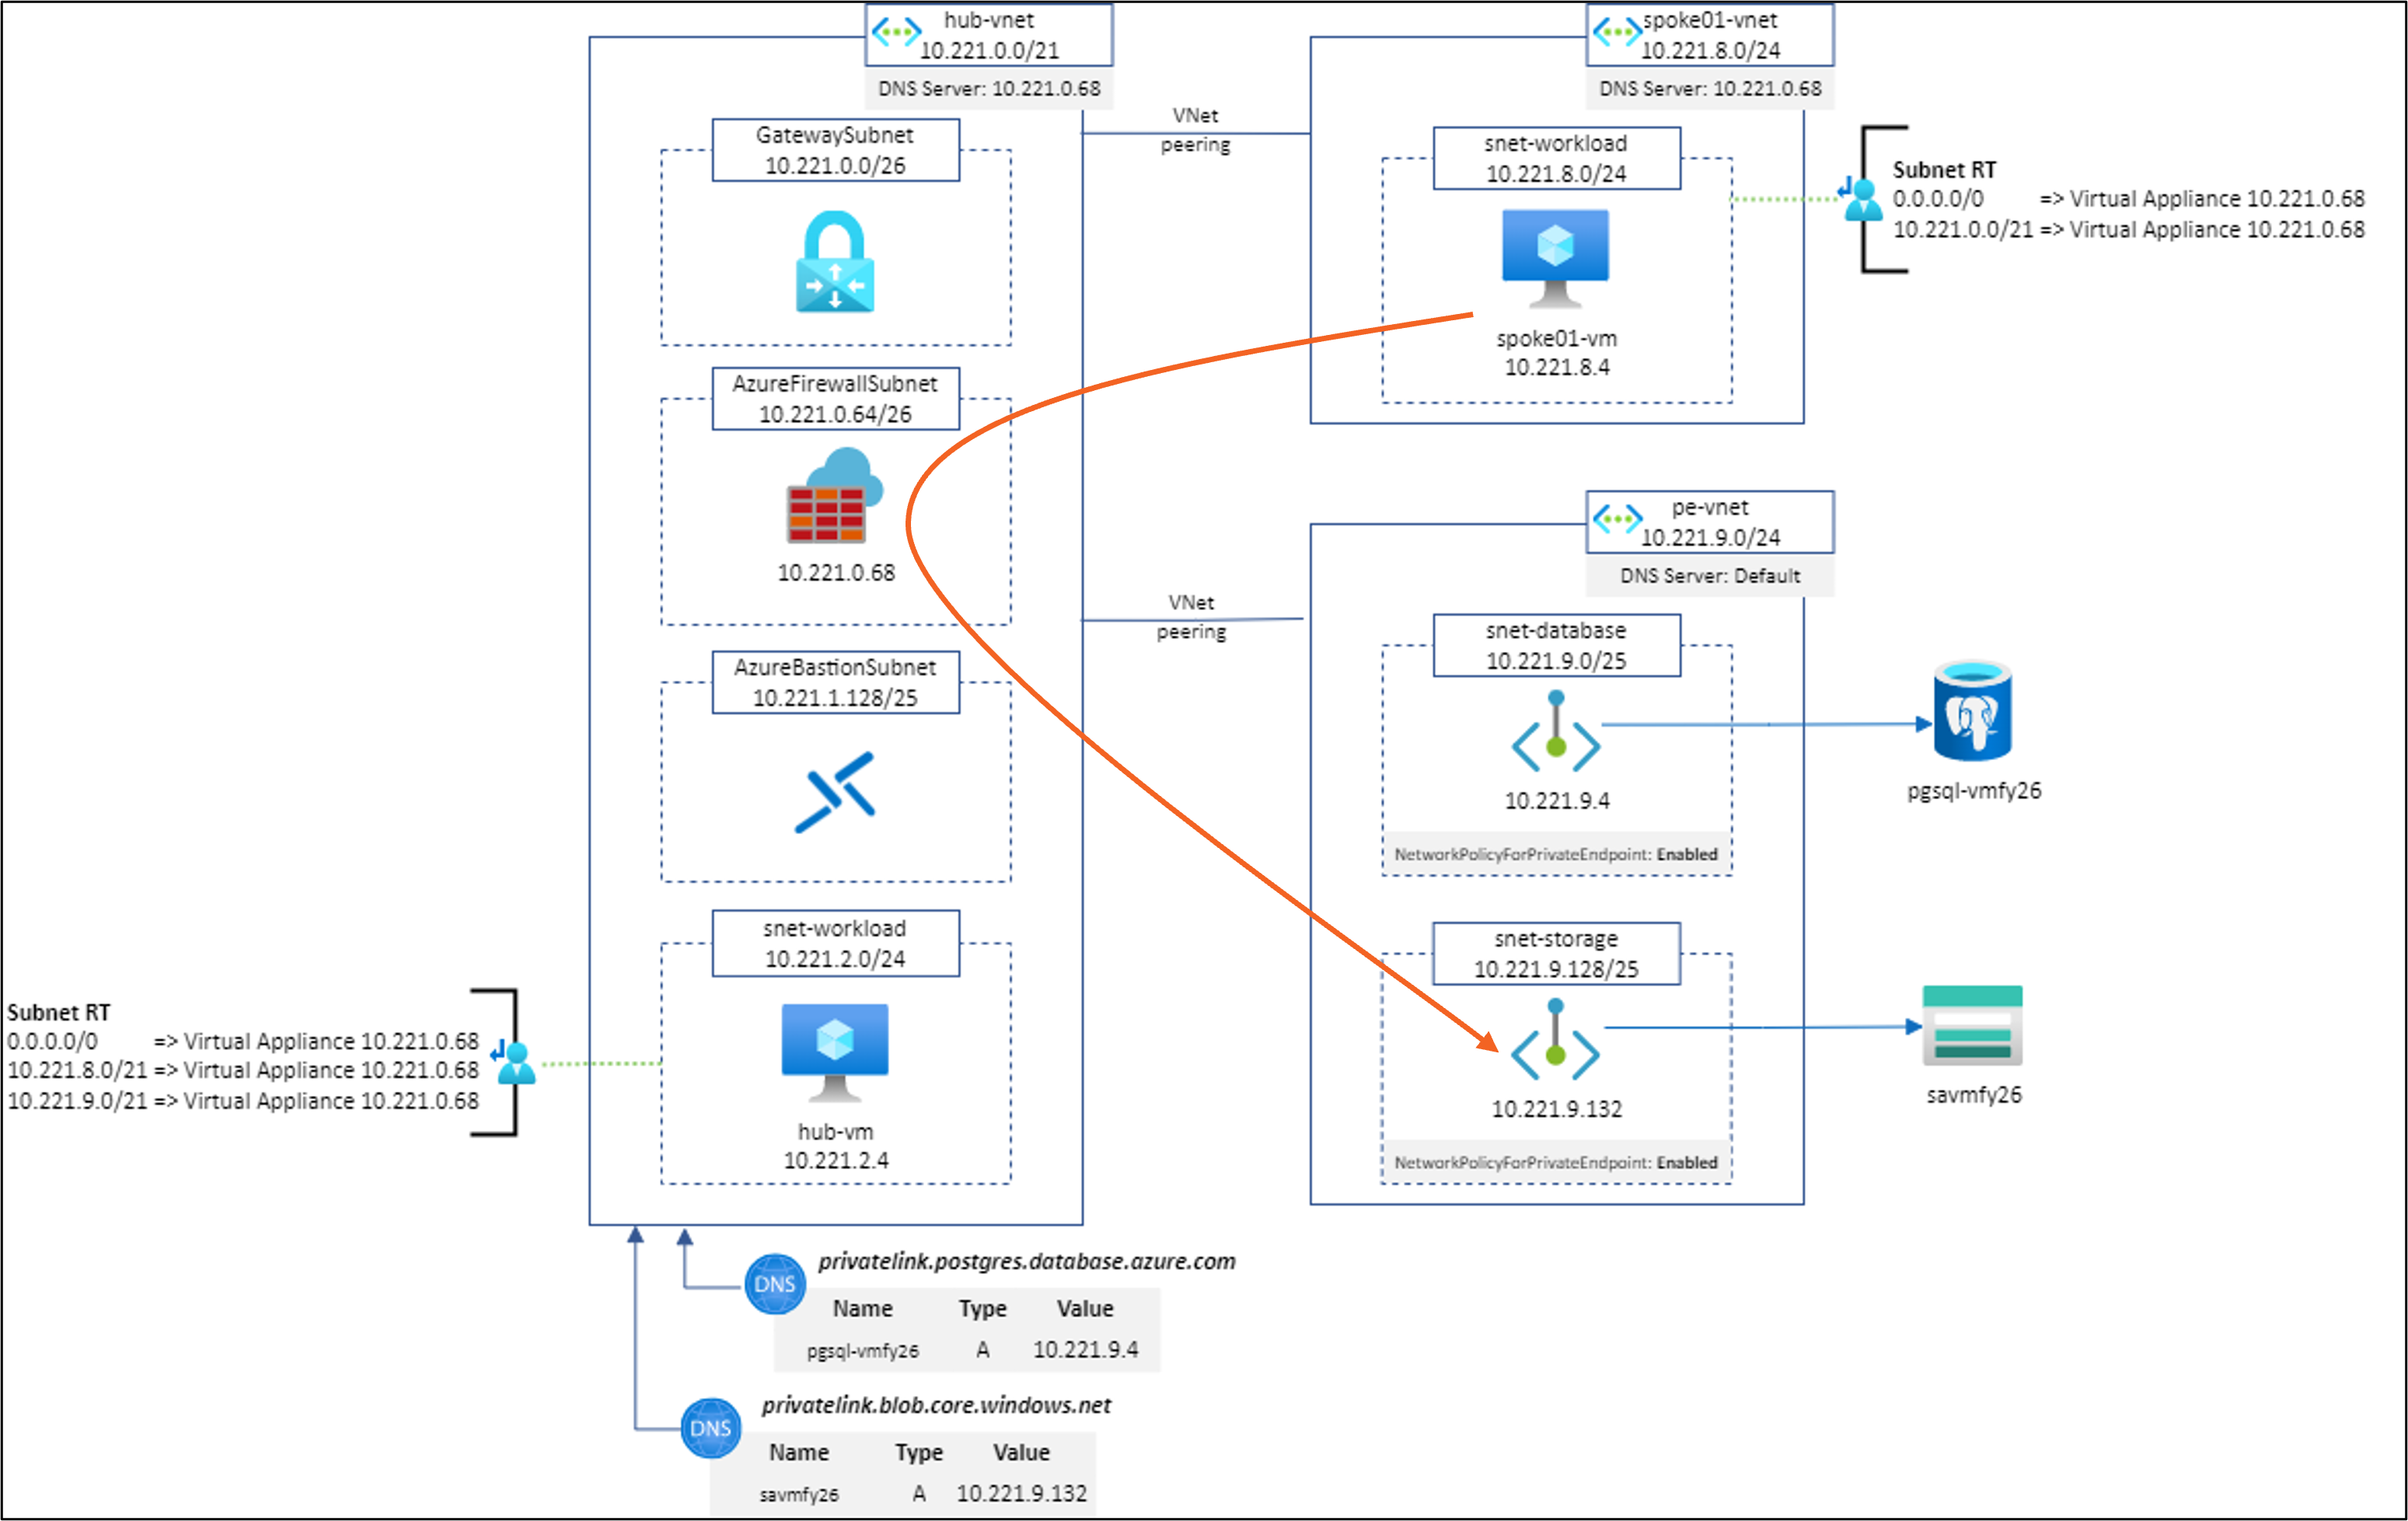 hub-vnet
10.221.0.0/21
DNS Server: 10.221.0.68
GatewaySubnet
10.221.0.0/26
AzureFirewallSubnet
10.221.0.64/26
10.221.0.68
AzureBastionSubnet
10.221.1.128/25
snet-workload
10.221.2.0/24
hub-vm
10.221.2.4
Subnet RT
0.0.0.0/0 => Virtual Appliance 10.221.0.68
10.221.8.0/21 => Virtual Appliance 10.221.0.68
10.221.9.0/21 => Virtual Appliance 10.221.0.68
VNet
peering
VNet
peering
spoke01-vnet
10.221.8.0/24
DNS Server: 10.221.0.68
snet-workload
10.221.8.0/24
spoke01-vm
10.221.8.4
Subnet RT
0.0.0.0/0 => Virtual Appliance 10.221.0.68
10.221.0.0/21 => Virtual Appliance 10.221.0.68
pe-vnet
10.221.9.0/24
DNS Server: Default
snet-database
10.221.9.0/25
10.221.9.4
NetworkPolicyForPrivateEndpoint: Enabled
pgsql-vmfy26
snet-storage
10.221.9.128/25
10.221.9.132
NetworkPolicyForPrivateEndpoint: Enabled
savmfy26
DNS
privatelink.postgres.database.azure.com
Name Type Value
pgsql-vmfy26 A 10.221.9.4
DNS
privatelink.blob.core.windows.net
Name Type Value
savmfy26 A 10.221.9.132